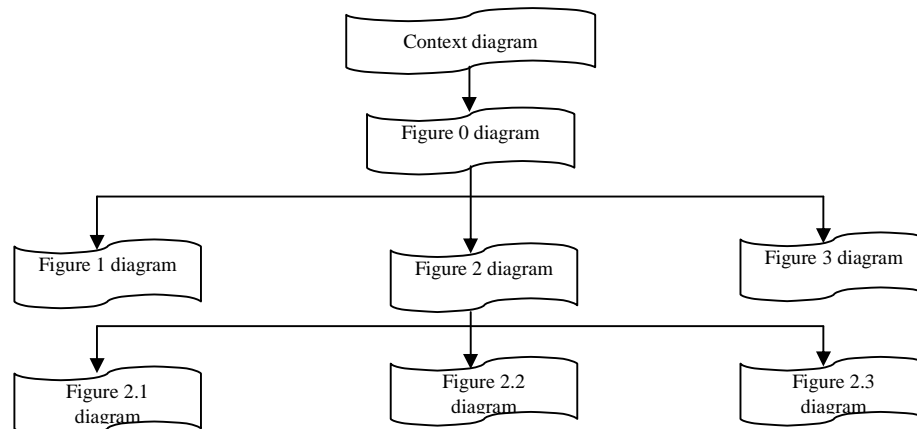 Context diagram
Figure 0 diagram
Figure 1 diagram
Figure 2 diagram
Figure 3 diagram
Figure 2.1
diagram
Figure 2.2
diagram
Figure 2.3
diagram